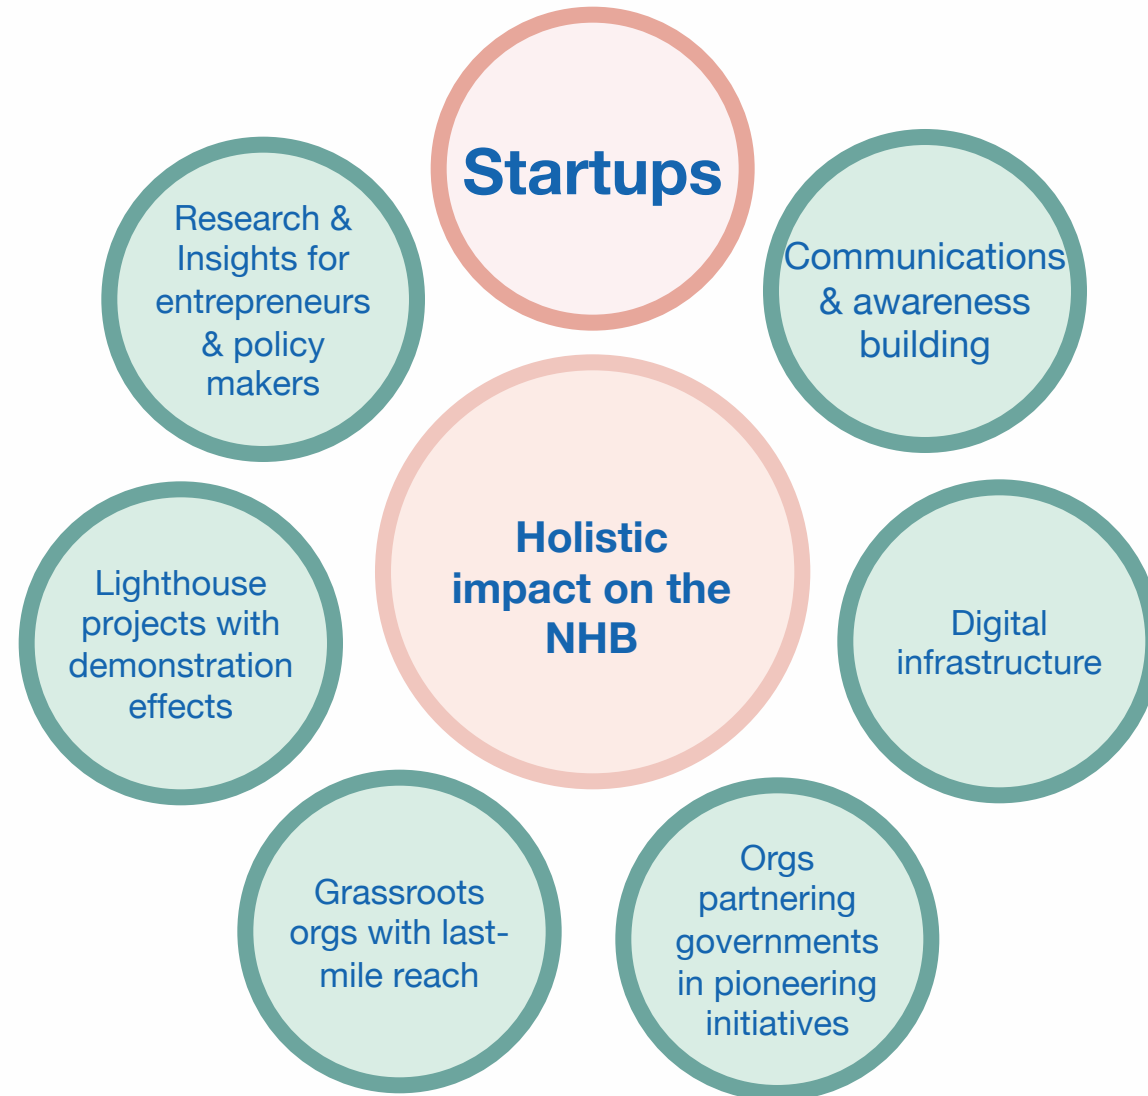 Startups
Research &
Insights for
entrepreneurs
& policy
makers
Communications
& awareness
building
Holistic
impact on the
NHB
Lighthouse
projects with
demonstration
effects
Digital
infrastructure
Grassroots
orgs with last-
mile reach
Orgs
partnering
governments
in pioneering
initiatives